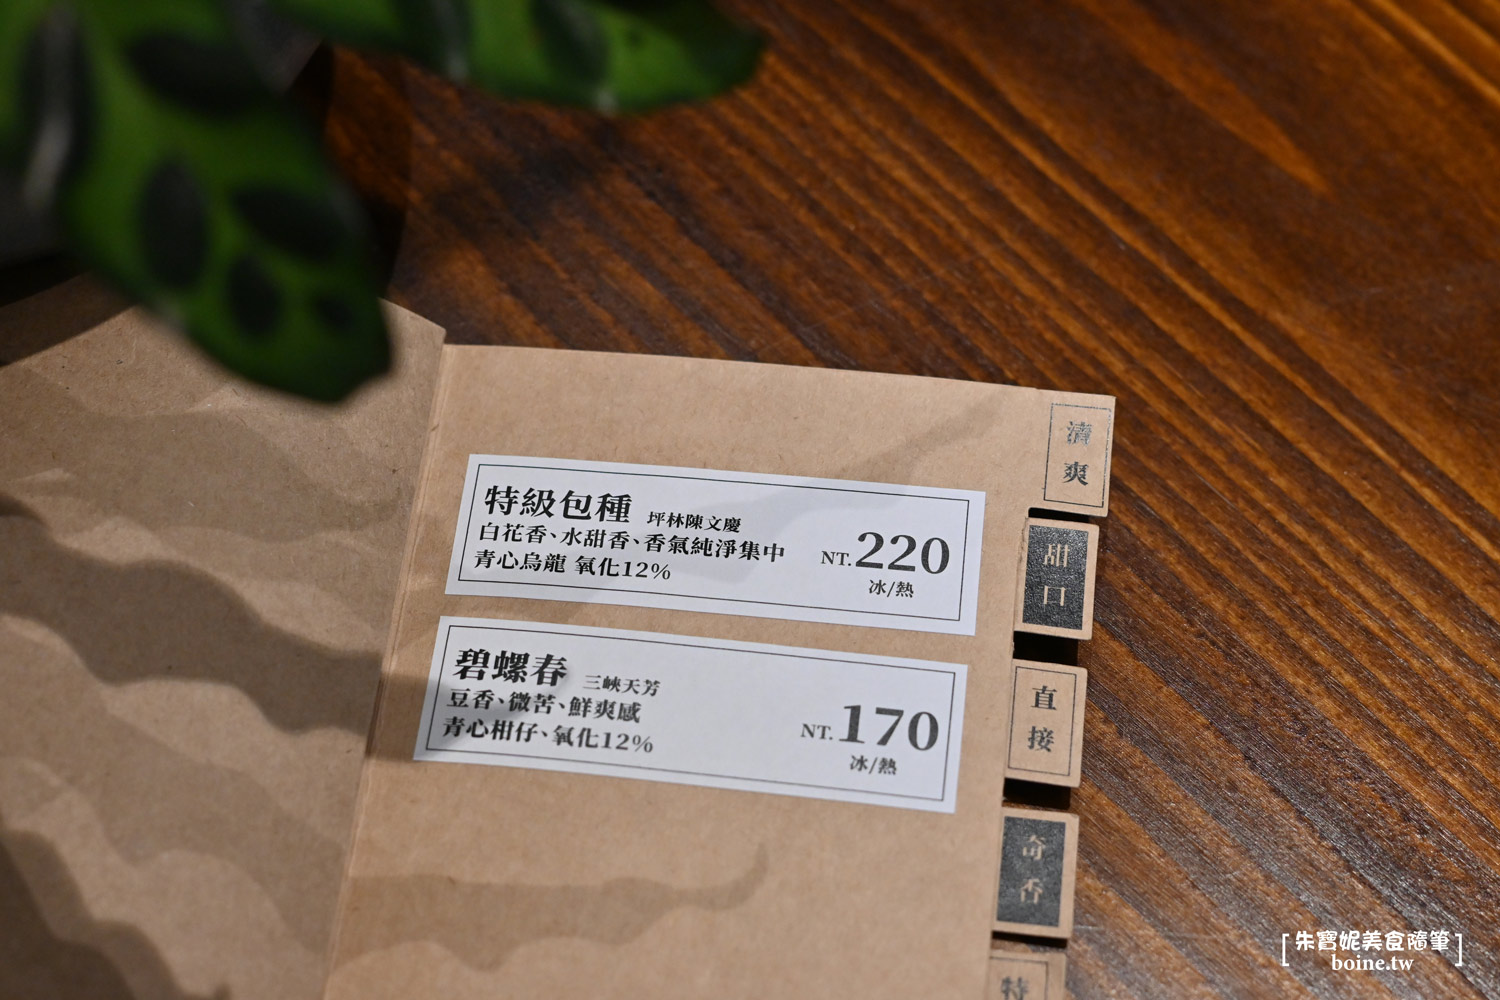 特級包種 坪林陳文慶
白花香、水甜香、香氣純淨集中
青心烏龍 氧化12%
NT.220
冰/熱
碧螺春 三峽天芳
豆香、微苦、鮮爽感
青心柑仔、氧化12%
NT.170
冰/熱
清爽
甜口
直接
奇香
特
[朱寶妮美食隨筆]
boine.tw